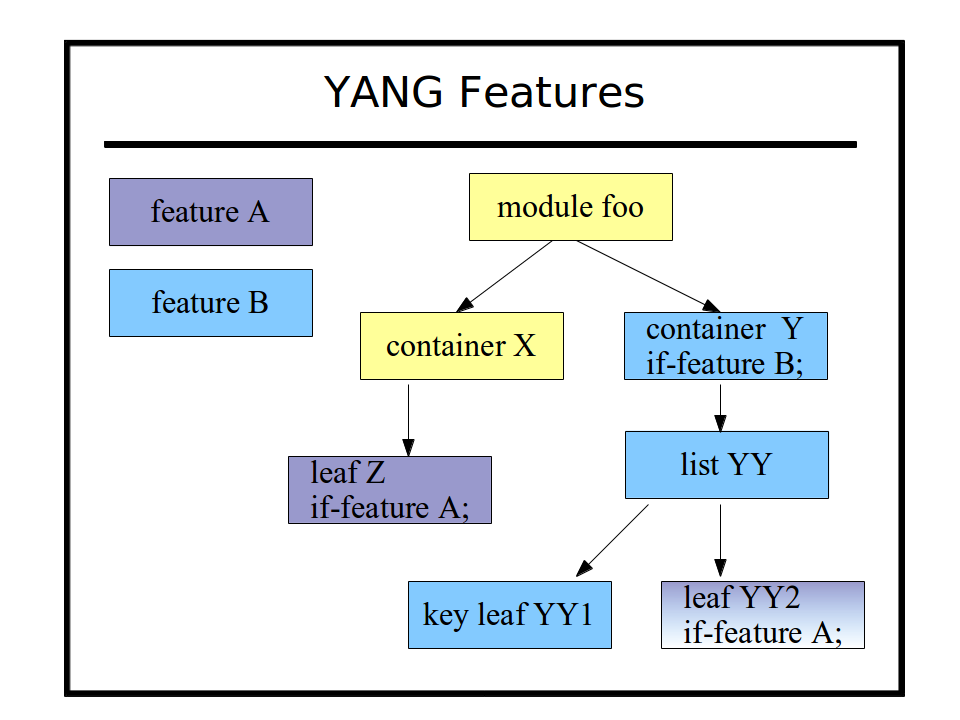 YANG Features
feature A
module foo
feature B
container X
container  Y
if-feature B;
leaf Z
if-feature A;
list YY
key leaf YY1
leaf YY2
if-feature A;